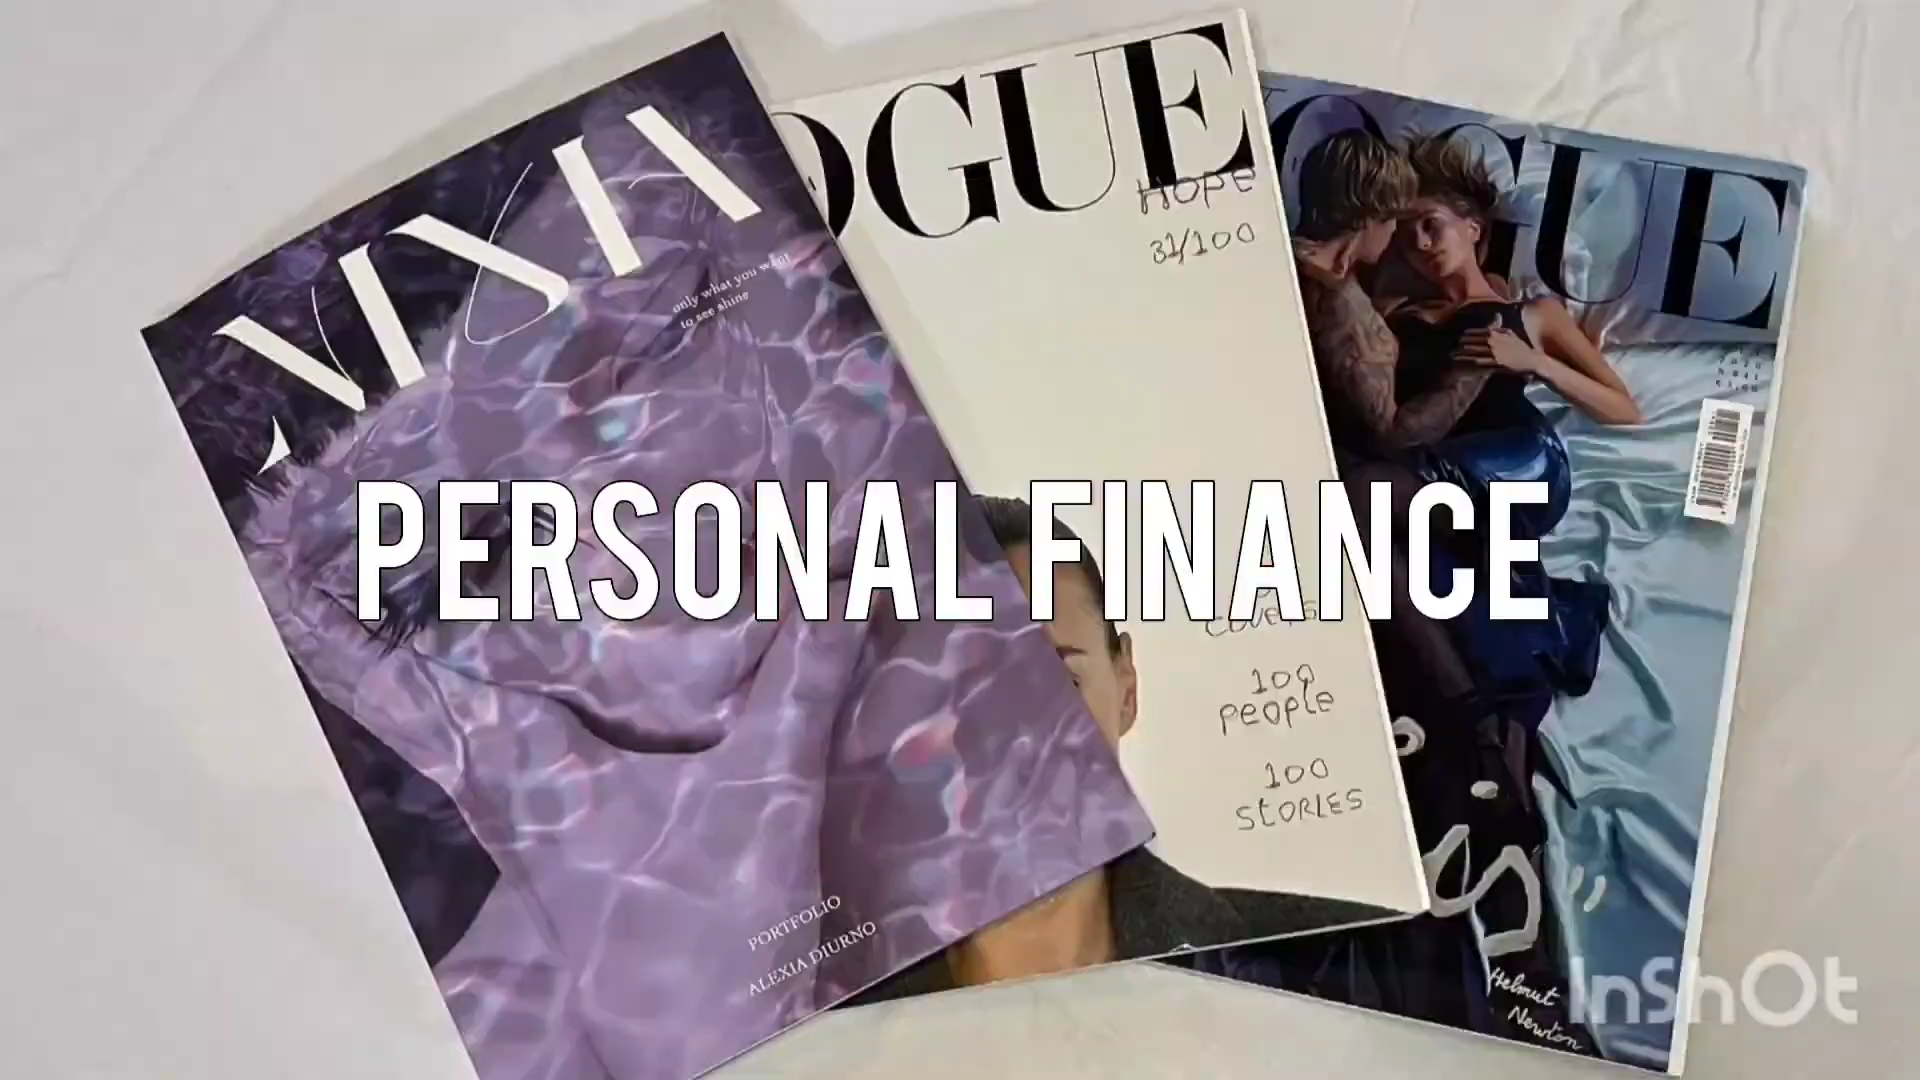 OGUE
HOPE
31/100
OGUE
only what you want
to see shine
PERSONAL FINANCE
COVERS
100
people
100
STORIES
PORTFOLIO
ALEXIA DIURNO
Helmut
Newton
InShOt